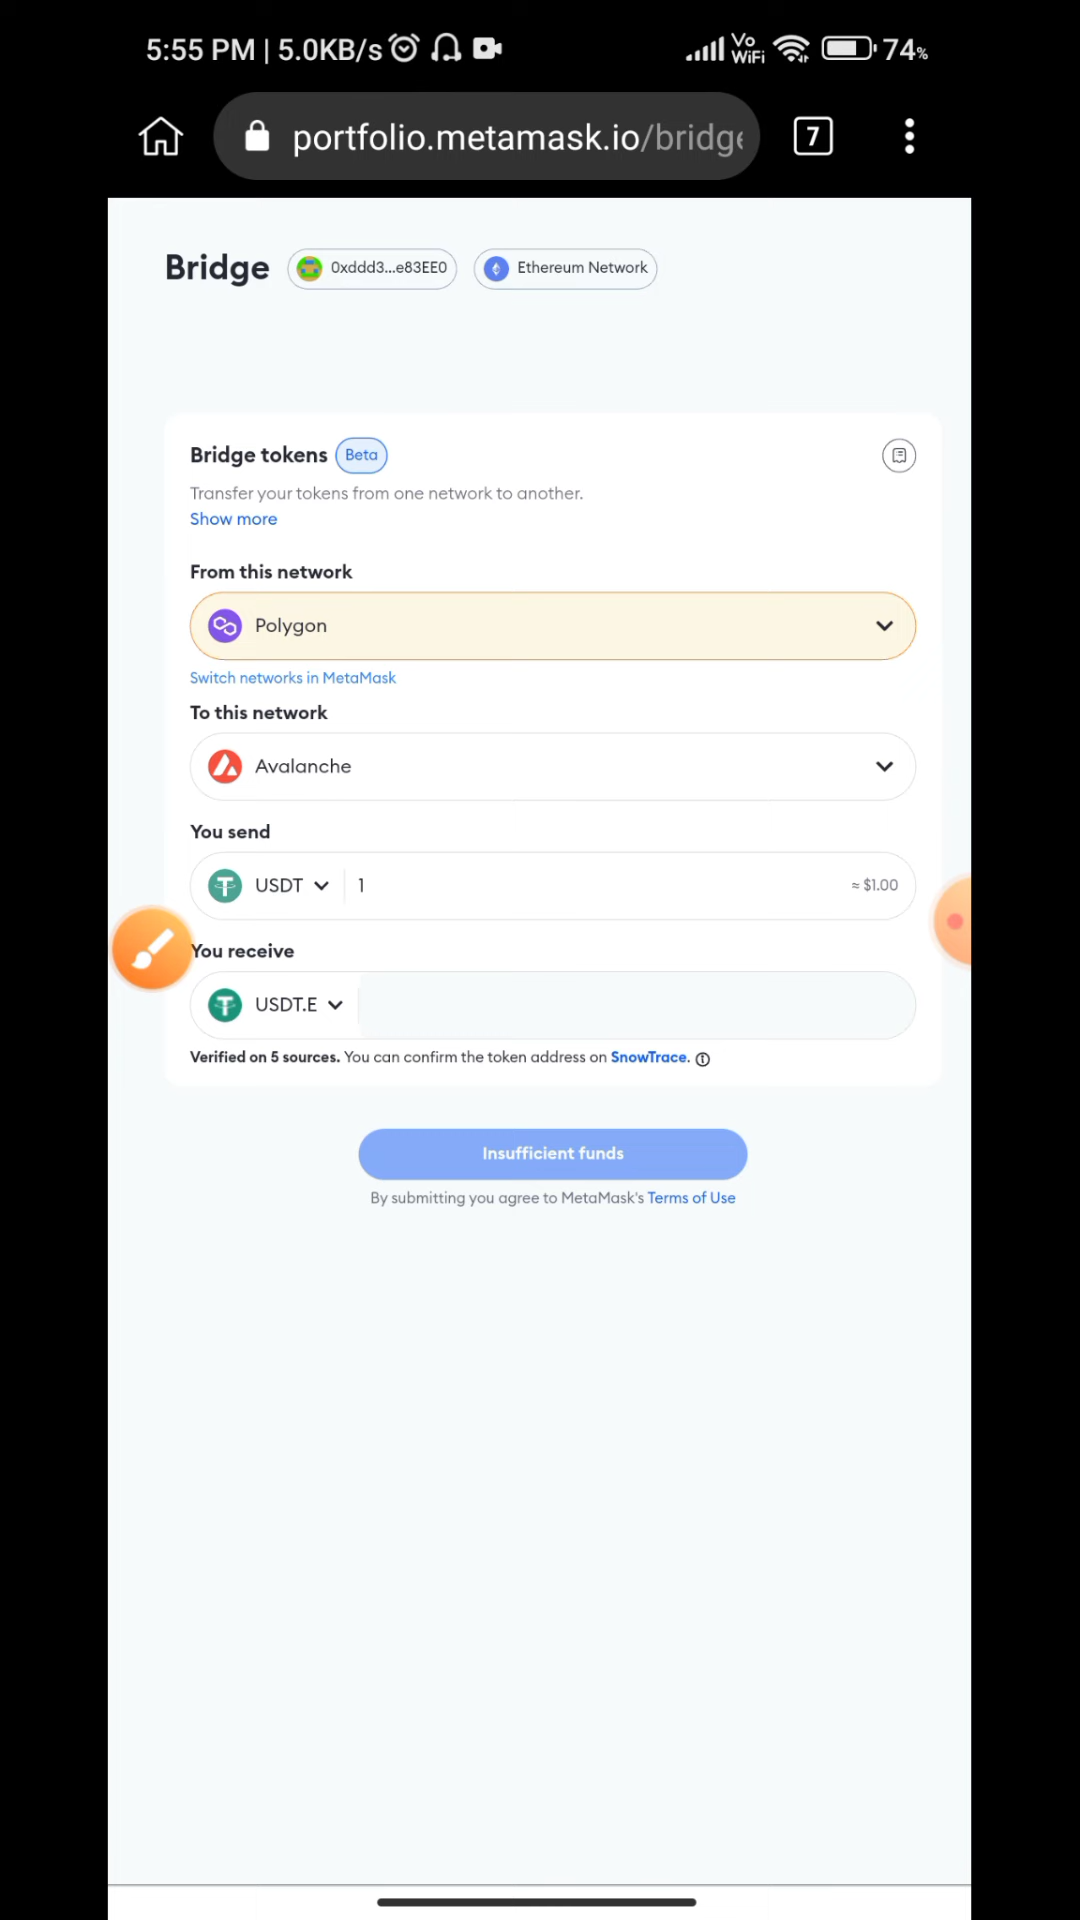 5:55 PM | 5.0KB/s Vo WiFi 74%
portfolio.metamask.io/bridge 7
Bridge 0xddd3...e83EE0 Ethereum Network
Bridge tokens Beta
Transfer your tokens from one network to another.
Show more
From this network
Polygon
Switch networks in MetaMask
To this network
Avalanche
You send
USDT 1 ≈ $1.00
You receive
USDT.E
Verified on 5 sources. You can confirm the token address on SnowTrace.
Insufficient funds
By submitting you agree to MetaMask's Terms of Use